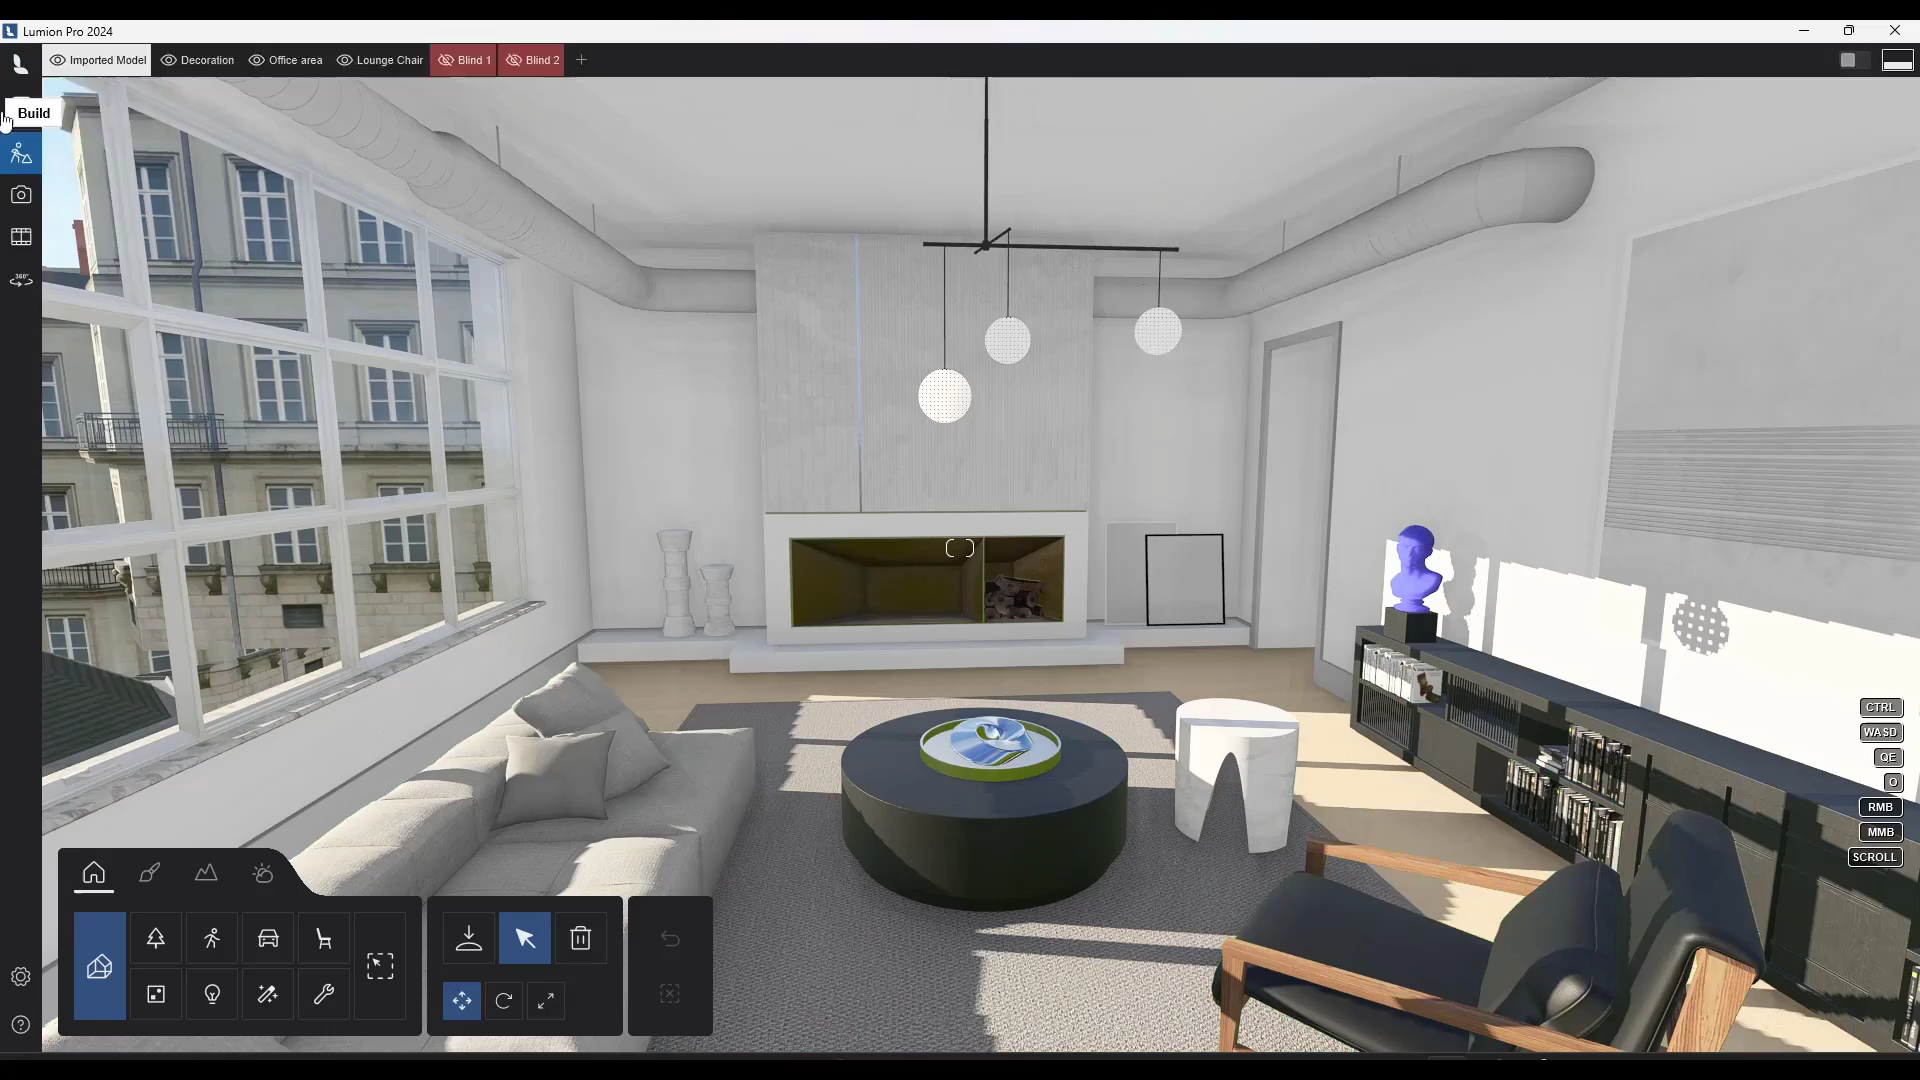 Lumion Pro 2024
Imported Model
Decoration
Office area
Lounge Chair
Blind 1
Blind 2
Build
360°
CTRL
WASD
QE
O
RMB
MMB
SCROLL